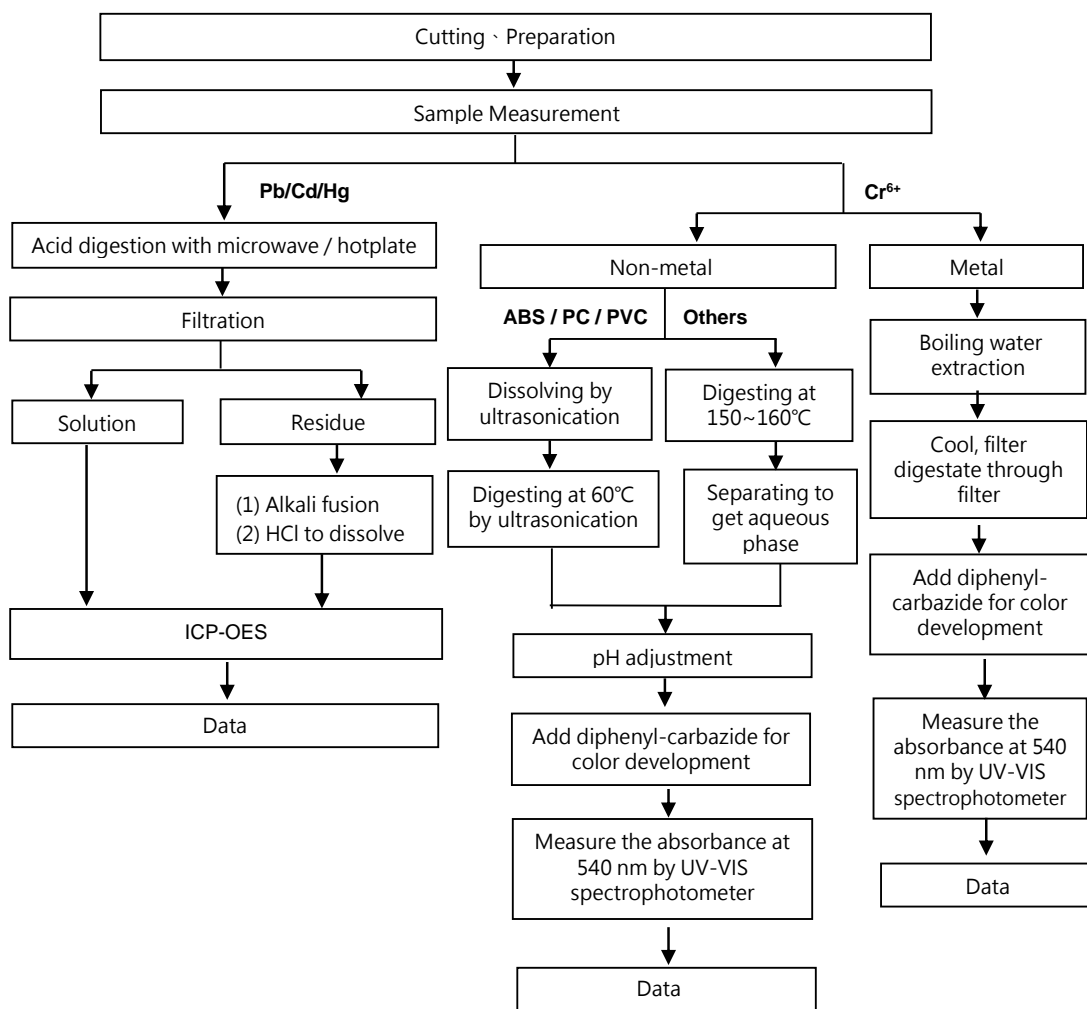 Cutting、Preparation
Sample Measurement
Pb/Cd/Hg
Cr⁶⁺
Acid digestion with microwave / hotplate
Filtration
Solution
Residue
(1) Alkali fusion
(2) HCl to dissolve
ICP-OES
Data
Non-metal
ABS / PC / PVC
Others
Dissolving by
ultrasonication
Digesting at 60℃
by ultrasonication
Digesting at
150~160℃
Separating to
get aqueous
phase
pH adjustment
Add diphenyl-carbazide for
color development
Measure the absorbance at
540 nm by UV-VIS
spectrophotometer
Data
Metal
Boiling water
extraction
Cool, filter
digestate through
filter
Add diphenyl-
carbazide for color
development
Measure the
absorbance at 540
nm by UV-VIS
spectrophotometer
Data